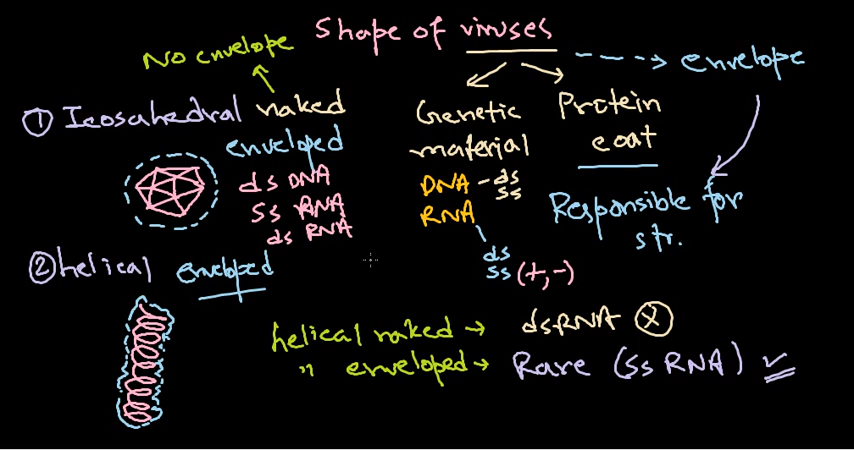 Shape of viruses
No envelope
envelope
① Icosahedral naked
enveloped
ds DNA
ss RNA
ds RNA
Genetic
material
DNA - ds
ss
RNA
ds
ss (+, -)
Protein
coat
Responsible for
str.
② helical enveloped
helical naked → dsRNA Ⓧ
" enveloped → Rare (ss RNA) ✓